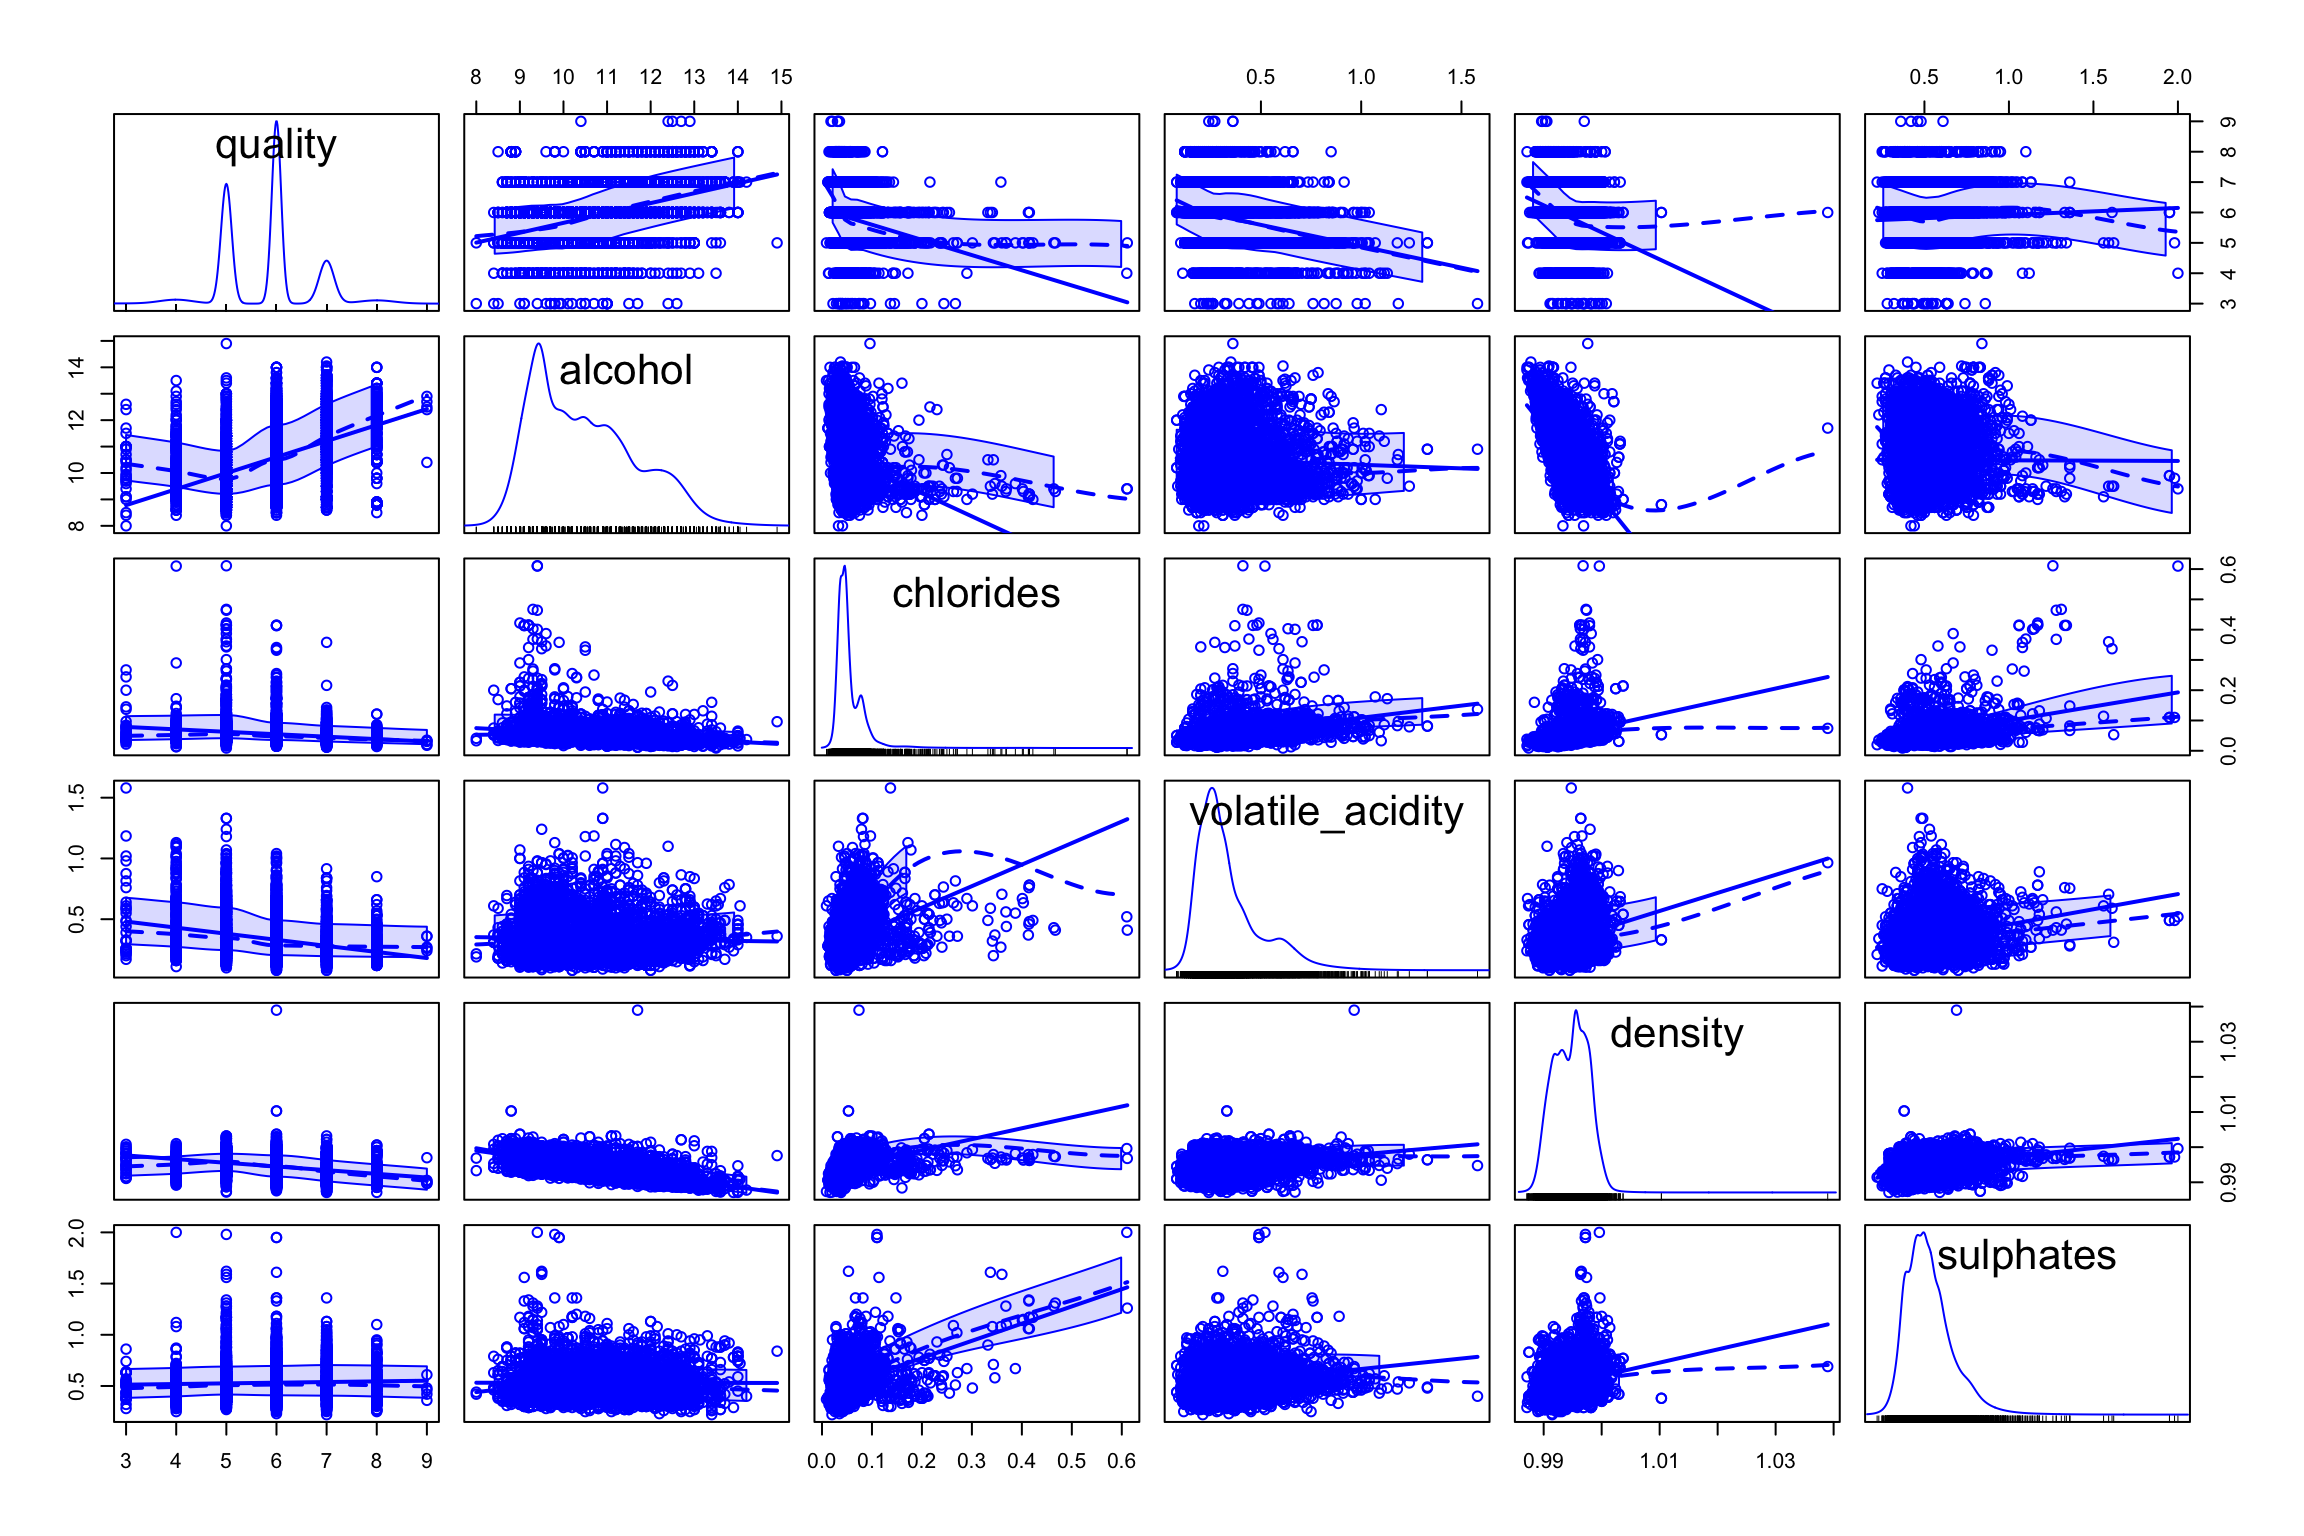 8 9 10 11 12 13 14 15 0.5 1.0 1.5 0.5 1.0 1.5 2.0
quality
3 4 5 6 7 8 9
alcohol
8 10 12 14
chlorides
0.0 0.2 0.4 0.6
volatile_acidity
0.5 1.0 1.5
density
0.99 1.01 1.03
sulphates
0.5 1.0 1.5 2.0
3 4 5 6 7 8 9 0.0 0.1 0.2 0.3 0.4 0.5 0.6 0.99 1.01 1.03